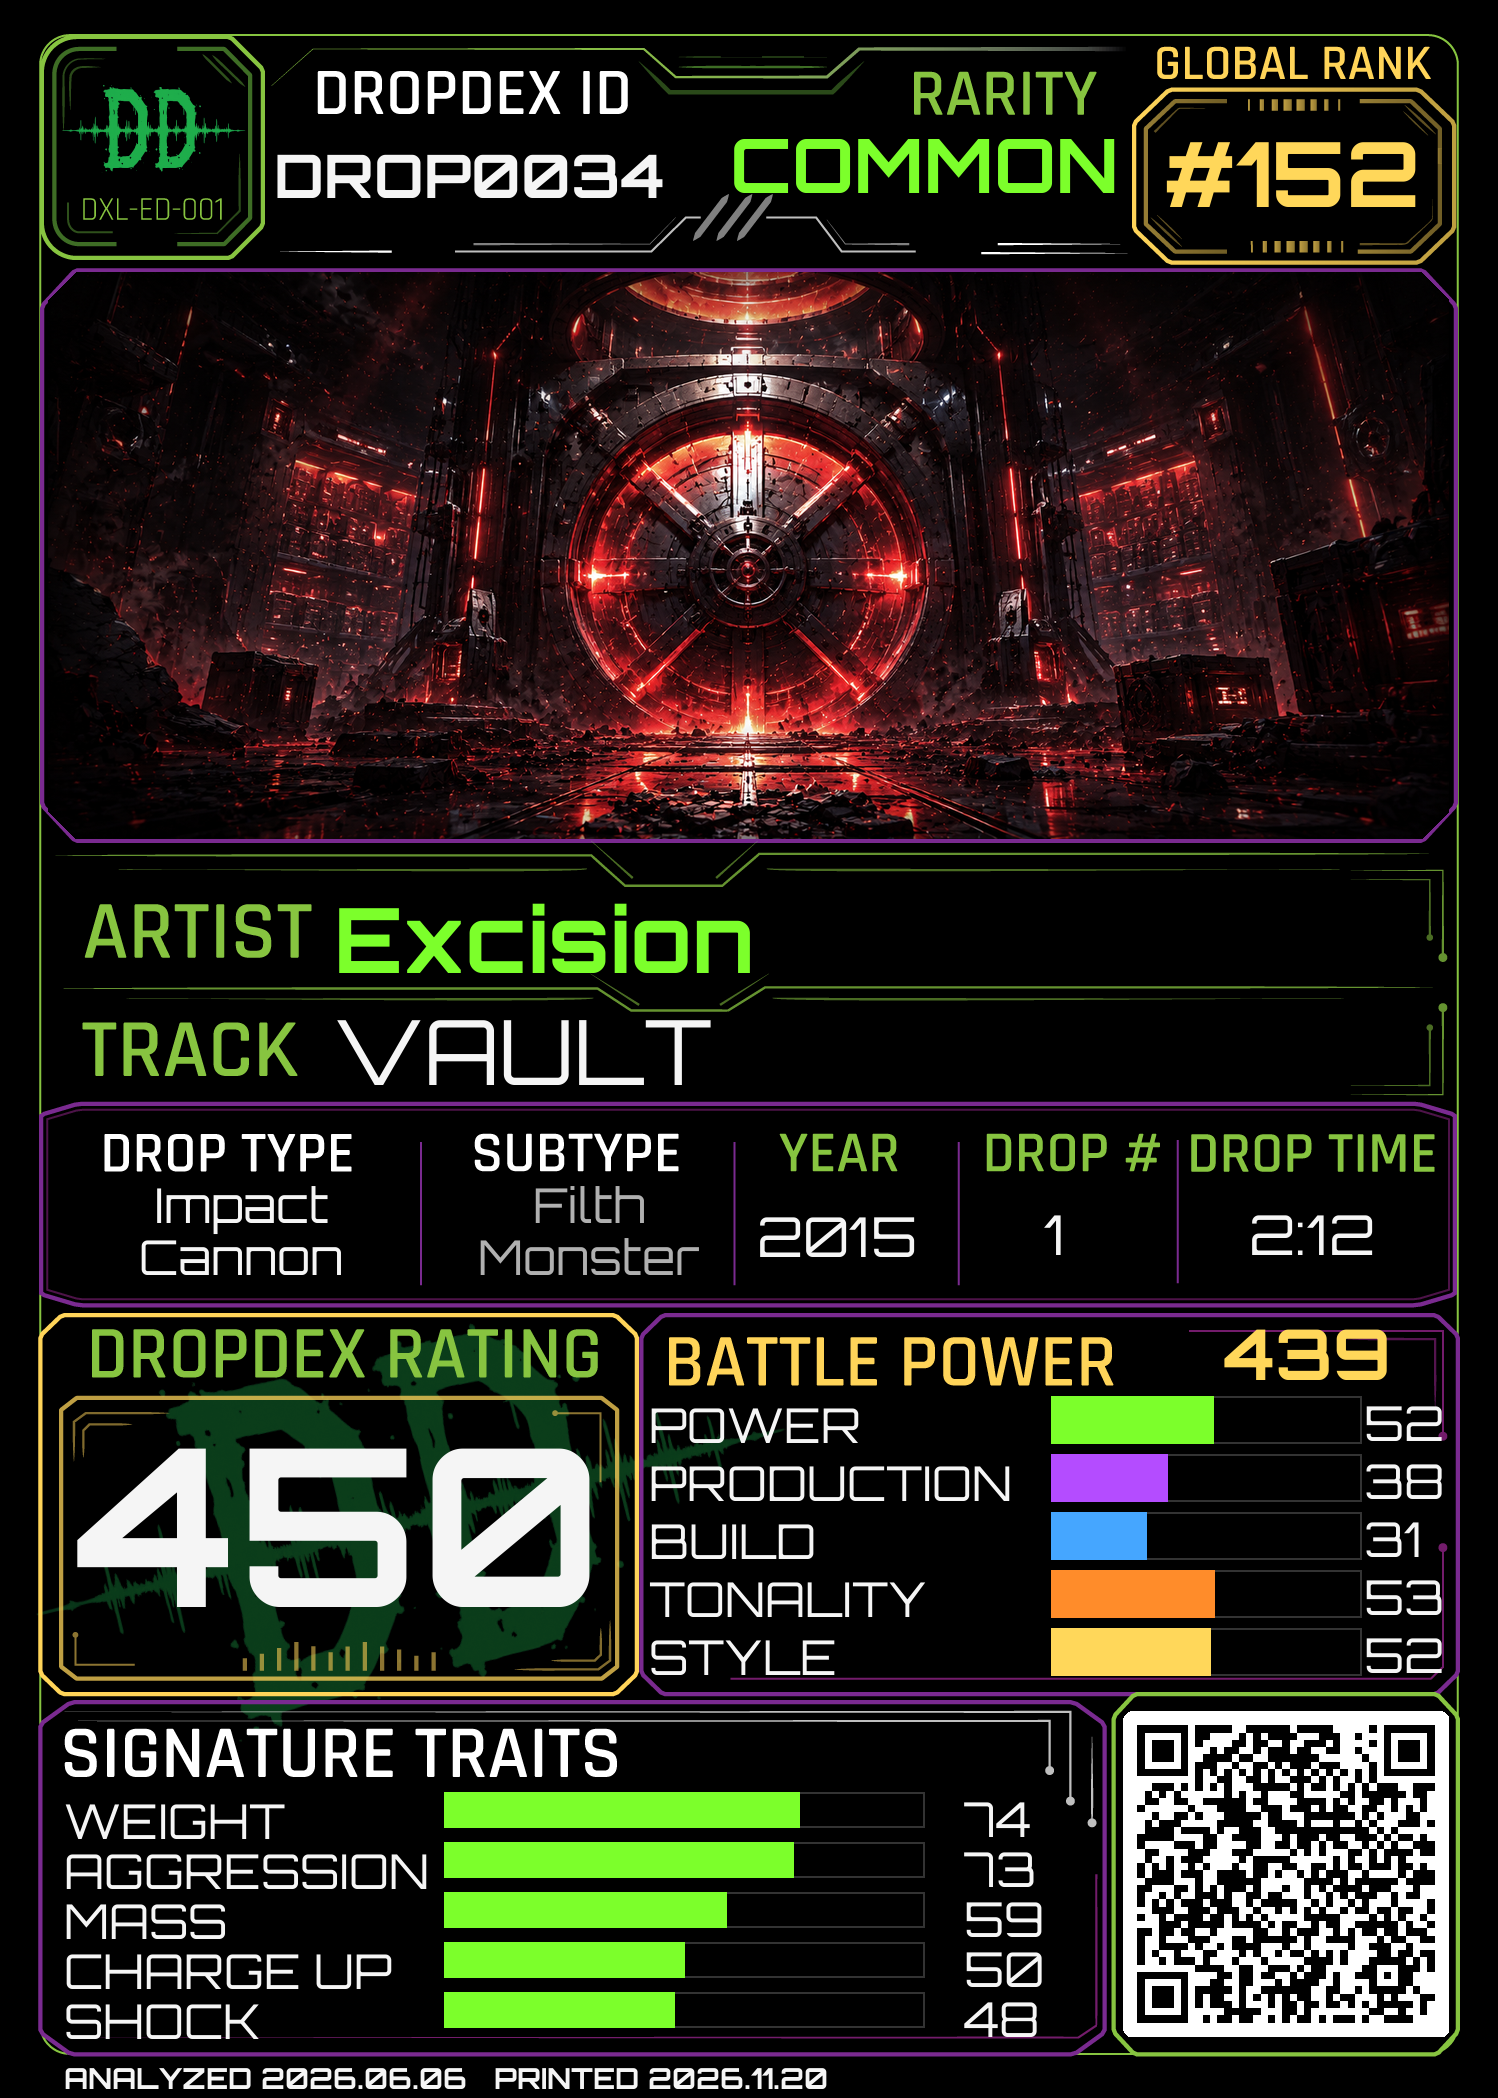 DD
DXL-ED-001
DROPDEX ID
DROP0034
RARITY
COMMON
GLOBAL RANK
#152
ARTIST Excision
TRACK VAULT
DROP TYPE
Impact
Cannon
SUBTYPE
Filth
Monster
YEAR
2015
DROP #
1
DROP TIME
2:12
DROPDEX RATING
450
BATTLE POWER 439
POWER 52
PRODUCTION 38
BUILD 31
TONALITY 53
STYLE 52
SIGNATURE TRAITS
WEIGHT 74
AGGRESSION 73
MASS 59
CHARGE UP 50
SHOCK 48
ANALYZED 2026.06.06 PRINTED 2026.11.20